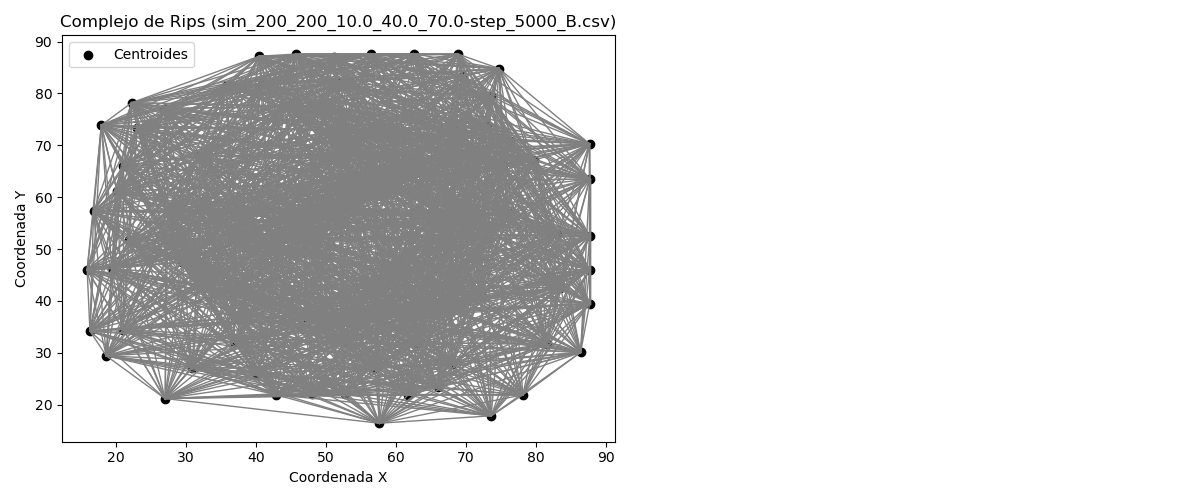 Complejo de Rips (sim_200_200_10.0_40.0_70.0-step_5000_B.csv)
Centroides
90
80
70
60
50
40
30
20
Coordenada Y
20 30 40 50 60 70 80 90
Coordenada X